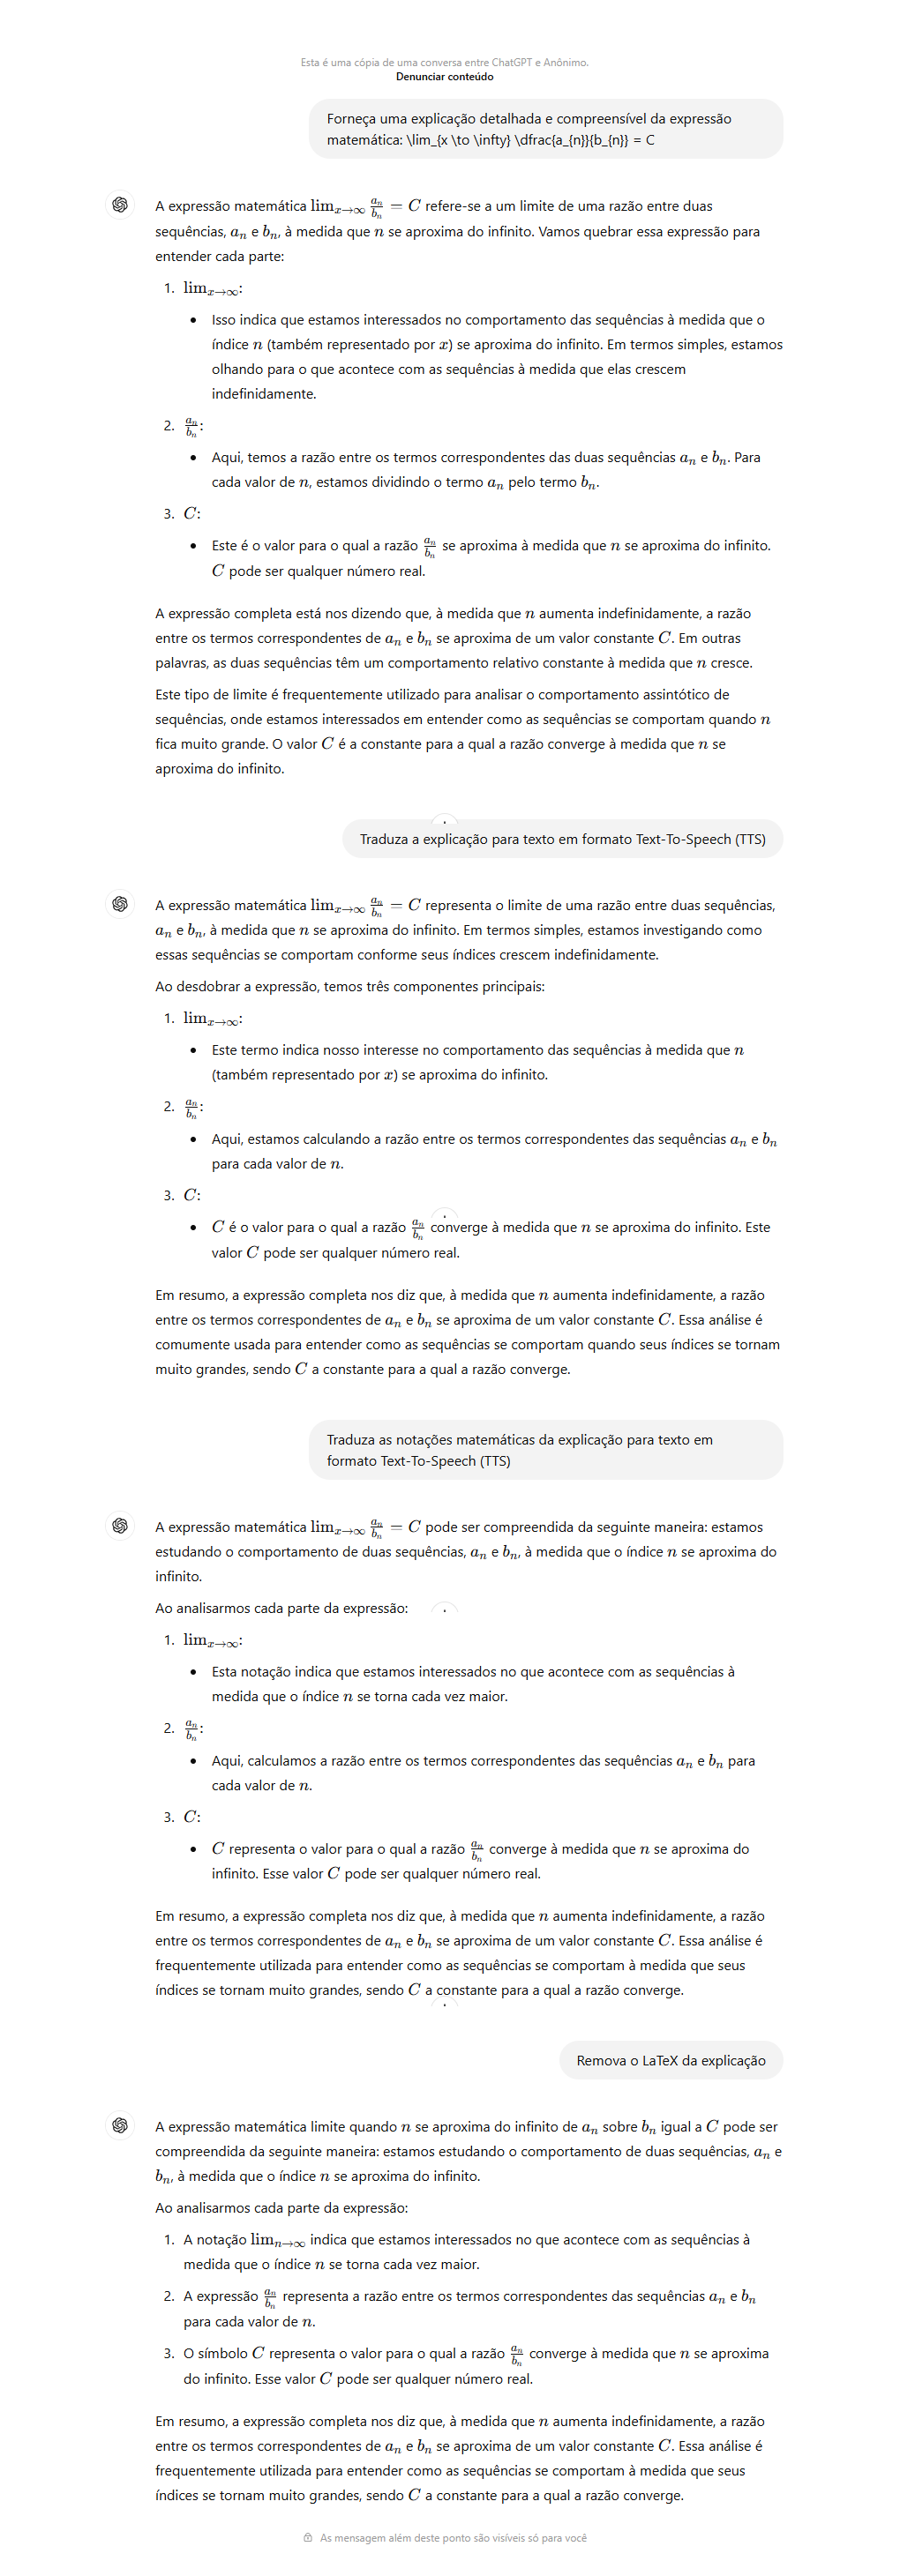 Esta é uma cópia de uma conversa entre ChatGPT e Anônimo.
Denunciar conteúdo
Forneça uma explicação detalhada e compreensível da expressão
matemática: \lim_{x \to \infty} \dfrac{a_{n}}{b_{n}} = C
A expressão matemática lim_{x→∞} a_n/b_n = C refere-se a um limite de uma razão entre duas
sequências, a_n e b_n, à medida que n se aproxima do infinito. Vamos quebrar essa expressão para
entender cada parte:
1. lim_{x→∞}:
• Isso indica que estamos interessados no comportamento das sequências à medida que o
índice n (também representado por x) se aproxima do infinito. Em termos simples, estamos
olhando para o que acontece com as sequências à medida que elas crescem
indefinidamente.
2. a_n/b_n:
• Aqui, temos a razão entre os termos correspondentes das duas sequências a_n e b_n. Para
cada valor de n, estamos dividindo o termo a_n pelo termo b_n.
3. C:
• Este é o valor para o qual a razão a_n/b_n se aproxima à medida que n se aproxima do infinito.
C pode ser qualquer número real.
A expressão completa está nos dizendo que, à medida que n aumenta indefinidamente, a razão
entre os termos correspondentes de a_n e b_n se aproxima de um valor constante C. Em outras
palavras, as duas sequências têm um comportamento relativo constante à medida que n cresce.
Este tipo de limite é frequentemente utilizado para analisar o comportamento assintótico de
sequências, onde estamos interessados em entender como as sequências se comportam quando n
fica muito grande. O valor C é a constante para a qual a razão converge à medida que n se
aproxima do infinito.
Traduza a explicação para texto em formato Text-To-Speech (TTS)
A expressão matemática lim_{x→∞} a_n/b_n = C representa o limite de uma razão entre duas sequências,
a_n e b_n, à medida que n se aproxima do infinito. Em termos simples, estamos investigando como
essas sequências se comportam conforme seus índices crescem indefinidamente.
Ao desdobrar a expressão, temos três componentes principais:
1. lim_{x→∞}:
• Este termo indica nosso interesse no comportamento das sequências à medida que n
(também representado por x) se aproxima do infinito.
2. a_n/b_n:
• Aqui, estamos calculando a razão entre os termos correspondentes das sequências a_n e b_n
para cada valor de n.
3. C:
• C é o valor para o qual a razão a_n/b_n converge à medida que n se aproxima do infinito. Este
valor C pode ser qualquer número real.
Em resumo, a expressão completa nos diz que, à medida que n aumenta indefinidamente, a razão
entre os termos correspondentes de a_n e b_n se aproxima de um valor constante C. Essa análise é
comumente usada para entender como as sequências se comportam quando seus índices se tornam
muito grandes, sendo C a constante para a qual a razão converge.
Traduza as notações matemáticas da explicação para texto em
formato Text-To-Speech (TTS)
A expressão matemática lim_{x→∞} a_n/b_n = C pode ser compreendida da seguinte maneira: estamos
estudando o comportamento de duas sequências, a_n e b_n, à medida que o índice n se aproxima do
infinito.
Ao analisarmos cada parte da expressão:
1. lim_{x→∞}:
• Esta notação indica que estamos interessados no que acontece com as sequências à
medida que o índice n se torna cada vez maior.
2. a_n/b_n:
• Aqui, calculamos a razão entre os termos correspondentes das sequências a_n e b_n para
cada valor de n.
3. C:
• C representa o valor para o qual a razão a_n/b_n converge à medida que n se aproxima do
infinito. Esse valor C pode ser qualquer número real.
Em resumo, a expressão completa nos diz que, à medida que n aumenta indefinidamente, a razão
entre os termos correspondentes de a_n e b_n se aproxima de um valor constante C. Essa análise é
frequentemente utilizada para entender como as sequências se comportam à medida que seus
índices se tornam muito grandes, sendo C a constante para a qual a razão converge.
Remova o LaTeX da explicação
A expressão matemática limite quando n se aproxima do infinito de a_n sobre b_n igual a C pode ser
compreendida da seguinte maneira: estamos estudando o comportamento de duas sequências, a_n e
b_n, à medida que o índice n se aproxima do infinito.
Ao analisarmos cada parte da expressão:
1. A notação lim_{n→∞} indica que estamos interessados no que acontece com as sequências à
medida que o índice n se torna cada vez maior.
2. A expressão a_n/b_n representa a razão entre os termos correspondentes das sequências a_n e b_n
para cada valor de n.
3. O símbolo C representa o valor para o qual a razão a_n/b_n converge à medida que n se aproxima
do infinito. Esse valor C pode ser qualquer número real.
Em resumo, a expressão completa nos diz que, à medida que n aumenta indefinidamente, a razão
entre os termos correspondentes de a_n e b_n se aproxima de um valor constante C. Essa análise é
frequentemente utilizada para entender como as sequências se comportam à medida que seus
índices se tornam muito grandes, sendo C a constante para a qual a razão converge.
As mensagem além deste ponto são visíveis só para você